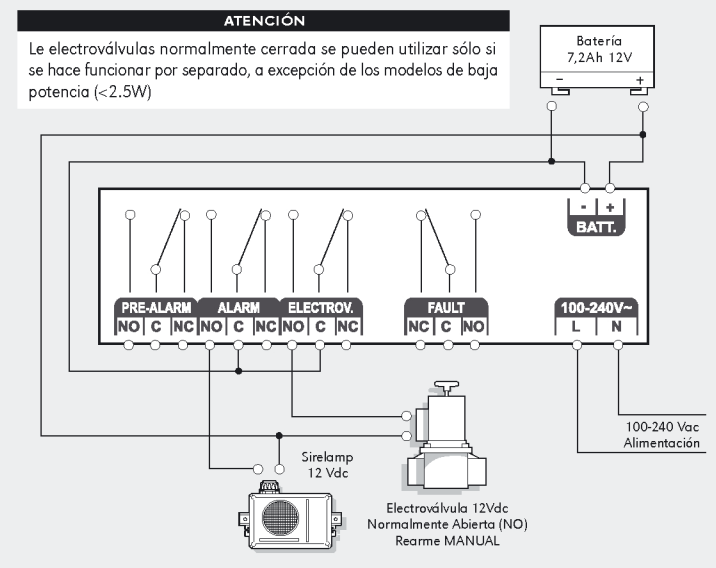 ATENCIÓN
Le electroválvulas normalmente cerrada se pueden utilizar sólo si
se hace funcionar por separado, a excepción de los modelos de baja
potencia (<2.5W)
Batería
7,2Ah 12V
– +
- +
BATT.
PRE-ALARM ALARM ELECTROV. FAULT 100-240V~
NO C NC NO C NC NO C NC NC C NO L N
100-240 Vac
Alimentación
Sirelamp
12 Vdc
Electroválvula 12Vdc
Normalmente Abierta (NO)
Rearme MANUAL